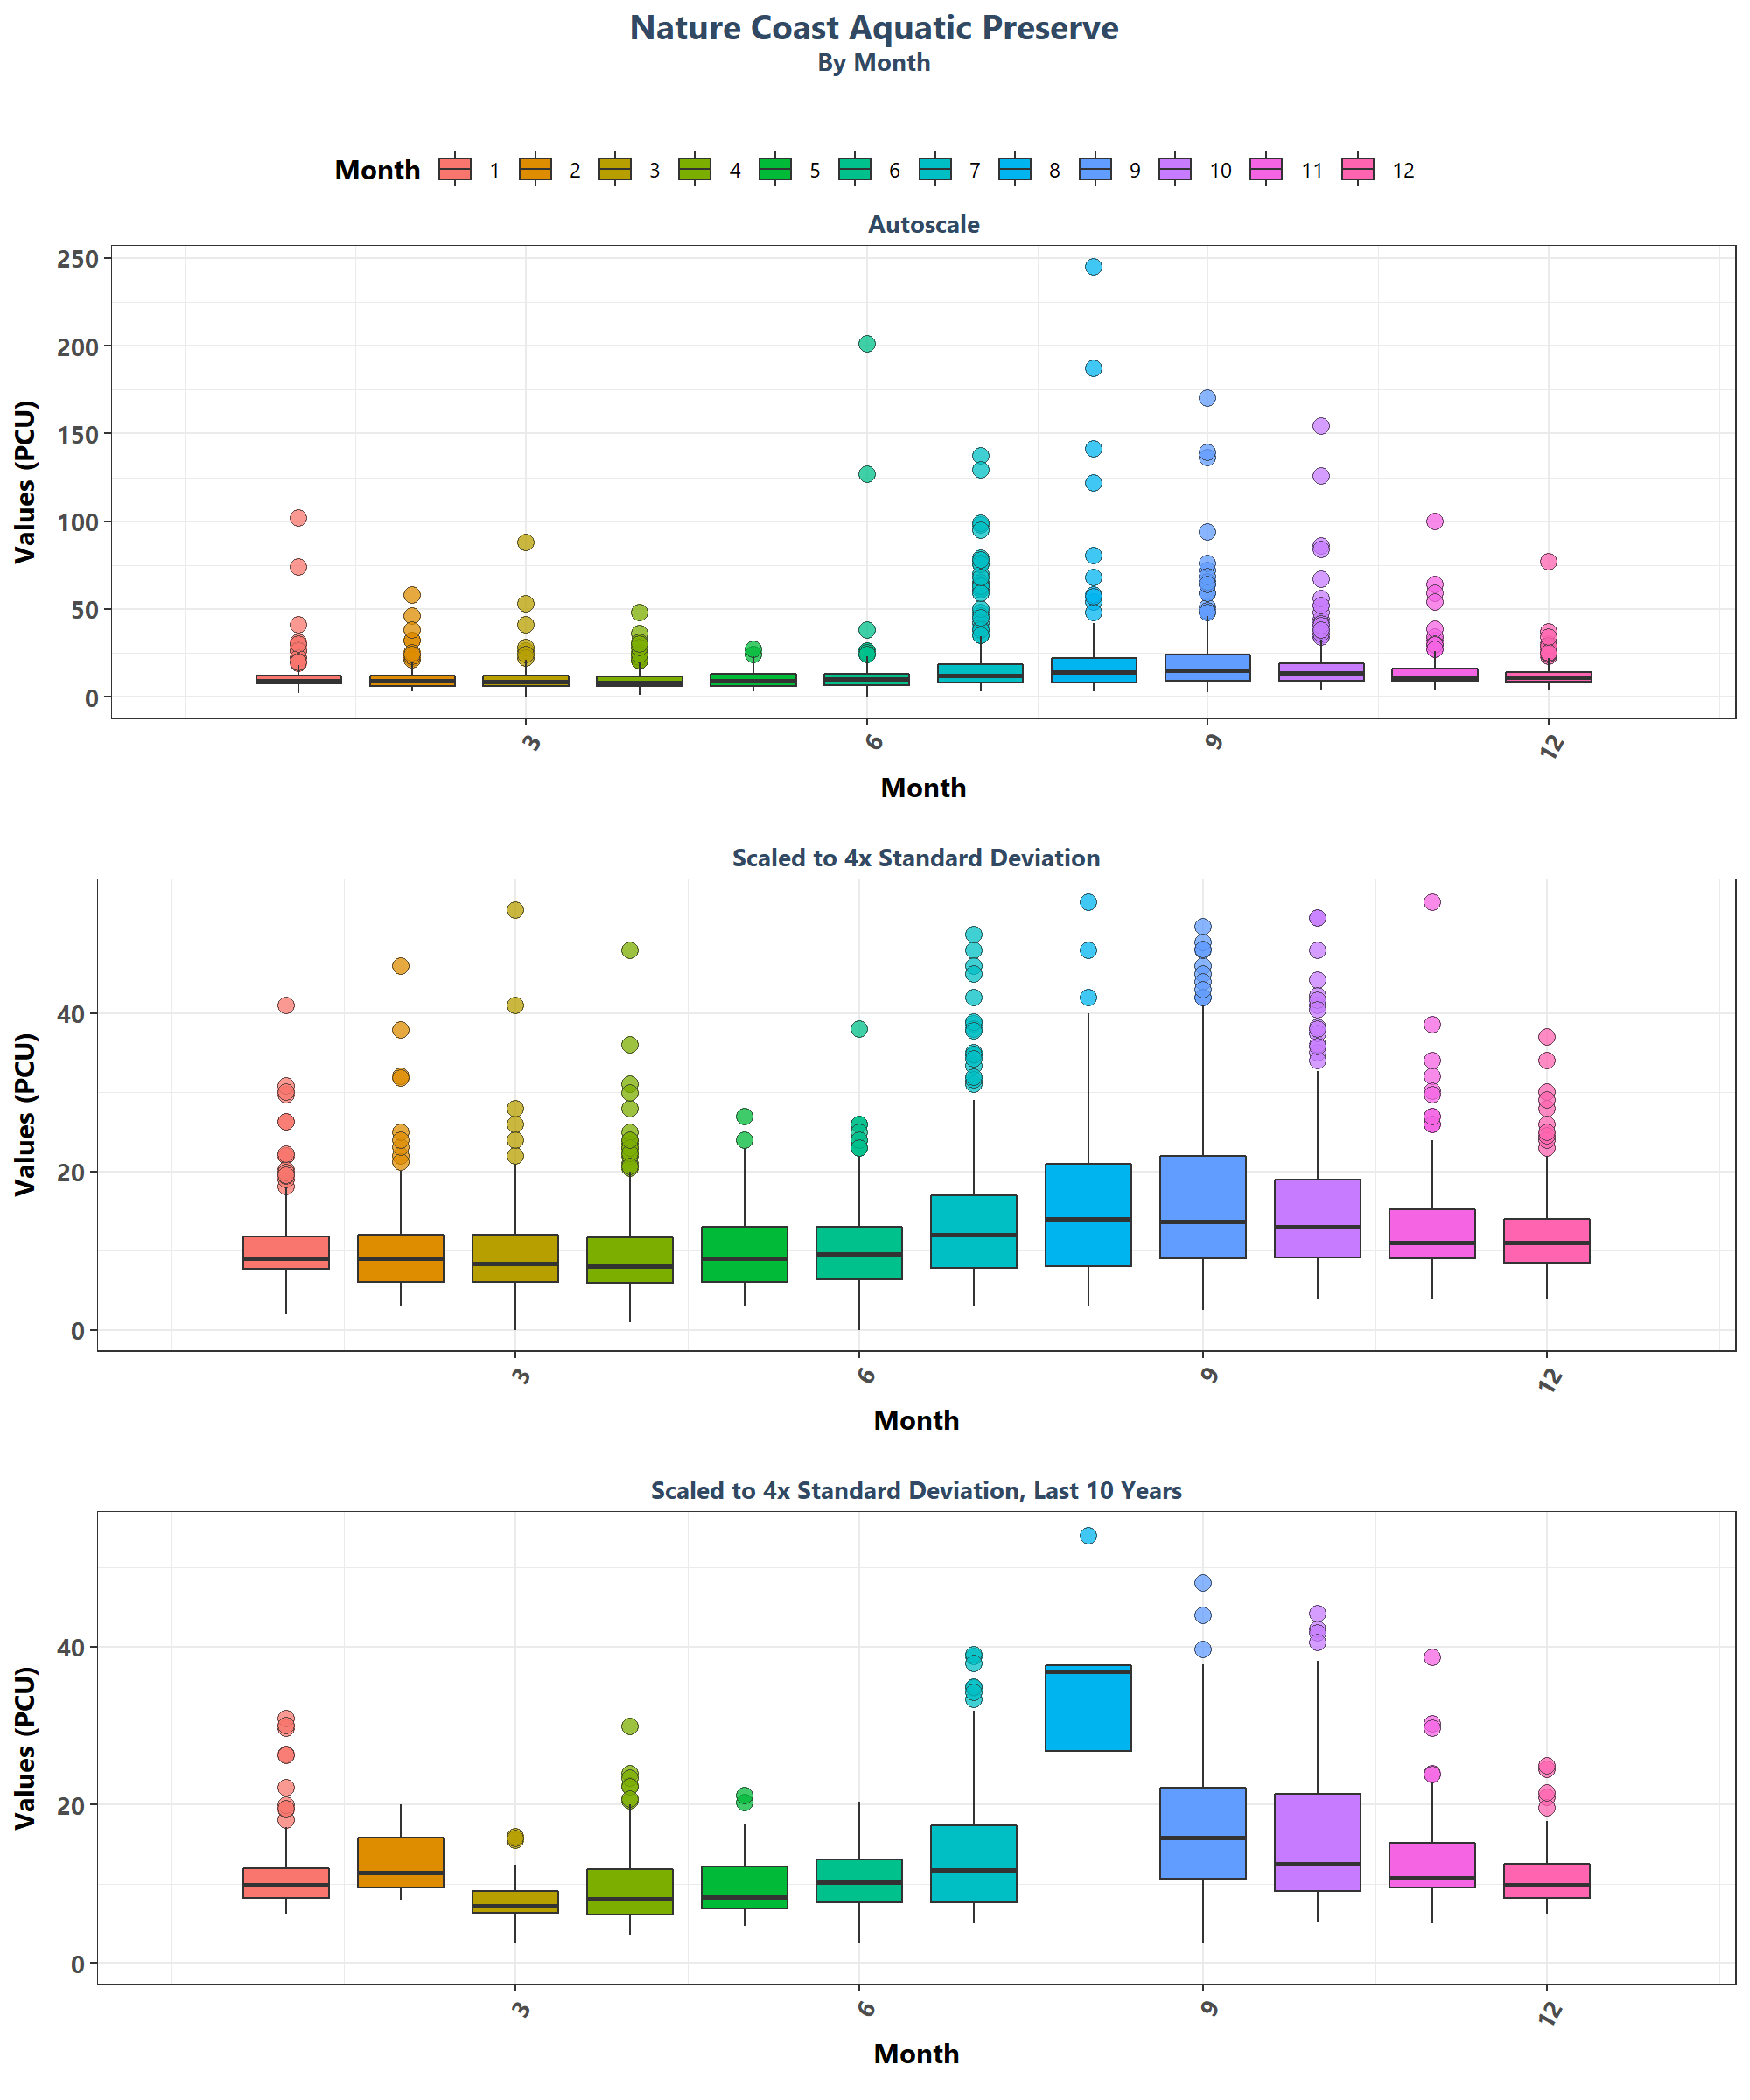 Nature Coast Aquatic Preserve
By Month
Month 1 2 3 4 5 6 7 8 9 10 11 12
Autoscale
Values (PCU)
250
200
150
100
50
0
3 6 9 12
Month
Scaled to 4x Standard Deviation
Values (PCU)
40
20
0
3 6 9 12
Month
Scaled to 4x Standard Deviation, Last 10 Years
Values (PCU)
40
20
0
3 6 9 12
Month